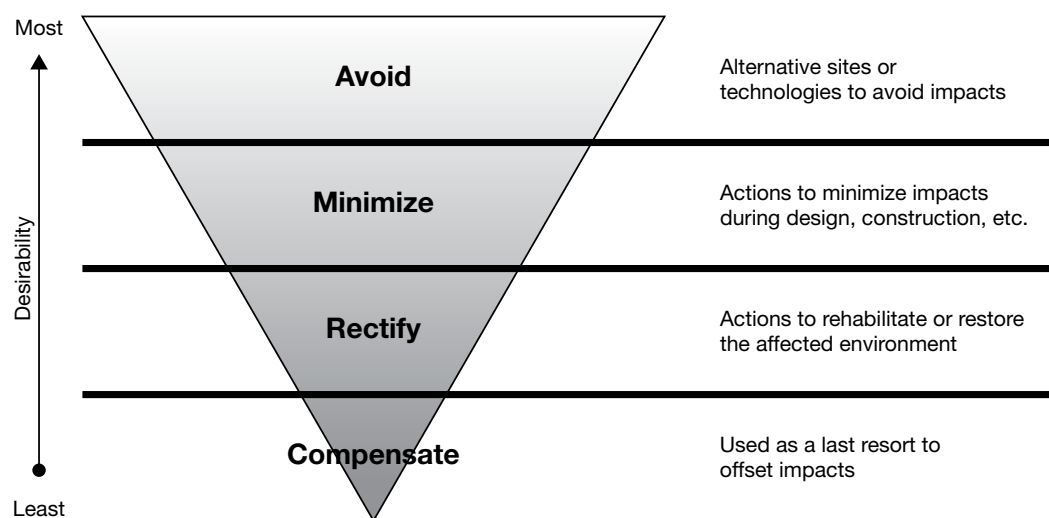 Most
Avoid
Alternative sites or
technologies to avoid impacts
Minimize
Actions to minimize impacts
during design, construction, etc.
Desirability
Rectify
Actions to rehabilitate or restore
the affected environment
Compensate
Used as a last resort to
offset impacts
Least